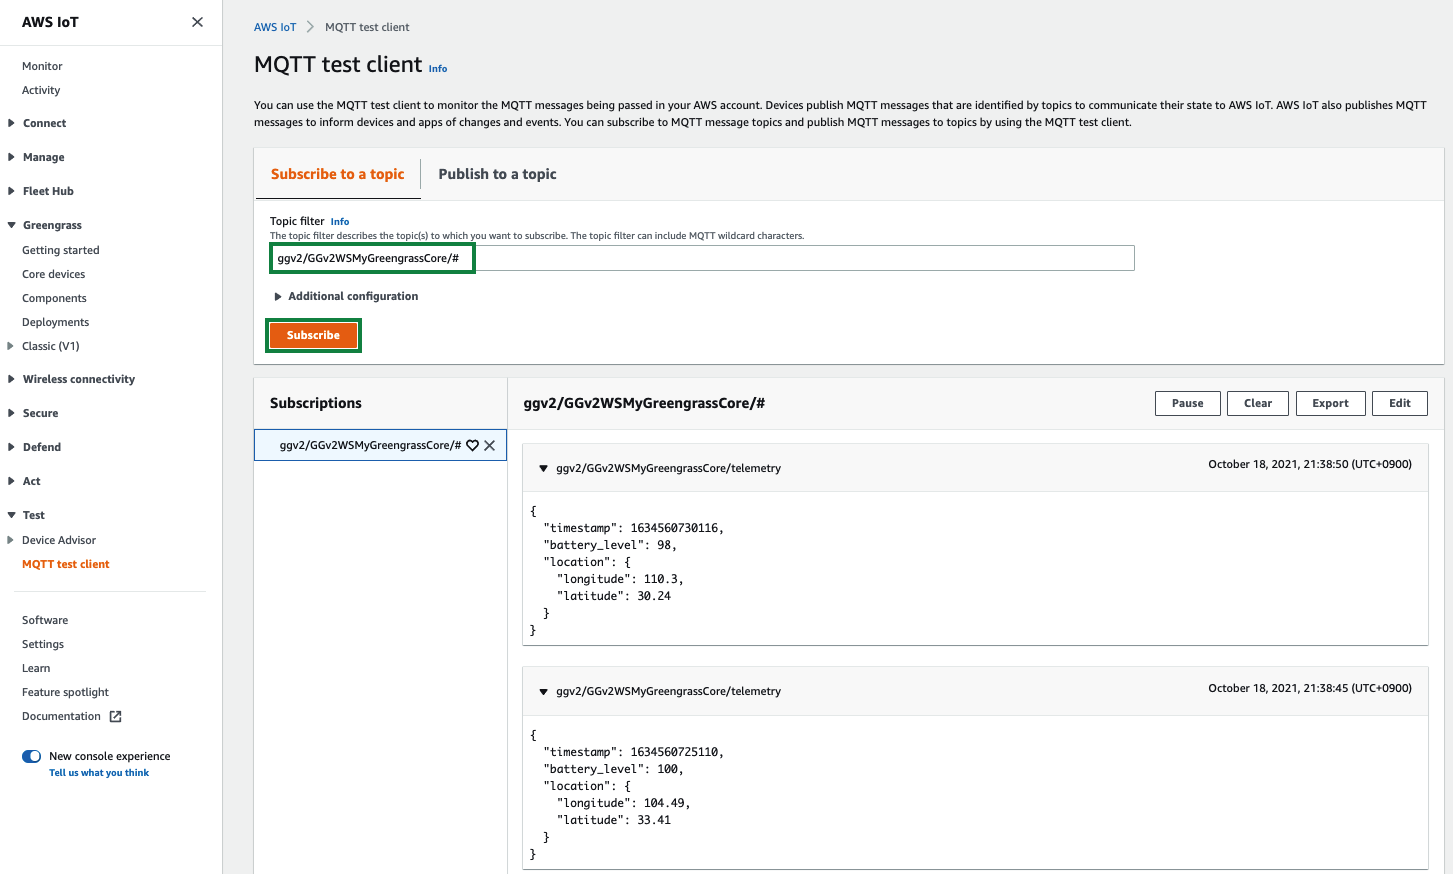 AWS IoT
Monitor
Activity
Connect
Manage
Fleet Hub
Greengrass
Getting started
Core devices
Components
Deployments
Classic (V1)
Wireless connectivity
Secure
Defend
Act
Test
Device Advisor
MQTT test client
Software
Settings
Learn
Feature spotlight
Documentation
New console experience
Tell us what you think
AWS IoT > MQTT test client
MQTT test client Info
You can use the MQTT test client to monitor the MQTT messages being passed in your AWS account. Devices publish MQTT messages that are identified by topics to communicate their state to AWS IoT. AWS IoT also publishes MQTT
messages to inform devices and apps of changes and events. You can subscribe to MQTT message topics and publish MQTT messages to topics by using the MQTT test client.
Subscribe to a topic Publish to a topic
Topic filter Info
The topic filter describes the topic(s) to which you want to subscribe. The topic filter can include MQTT wildcard characters.
ggv2/GGv2WSMyGreengrassCore/#
Additional configuration
Subscribe
Subscriptions
ggv2/GGv2WSMyGreengrassCore/#
ggv2/GGv2WSMyGreengrassCore/# Pause Clear Export Edit
ggv2/GGv2WSMyGreengrassCore/telemetry October 18, 2021, 21:38:50 (UTC+0900)
{
"timestamp": 1634560730116,
"battery_level": 98,
"location": {
"longitude": 110.3,
"latitude": 30.24
}
}
ggv2/GGv2WSMyGreengrassCore/telemetry October 18, 2021, 21:38:45 (UTC+0900)
{
"timestamp": 1634560725110,
"battery_level": 100,
"location": {
"longitude": 104.49,
"latitude": 33.41
}
}